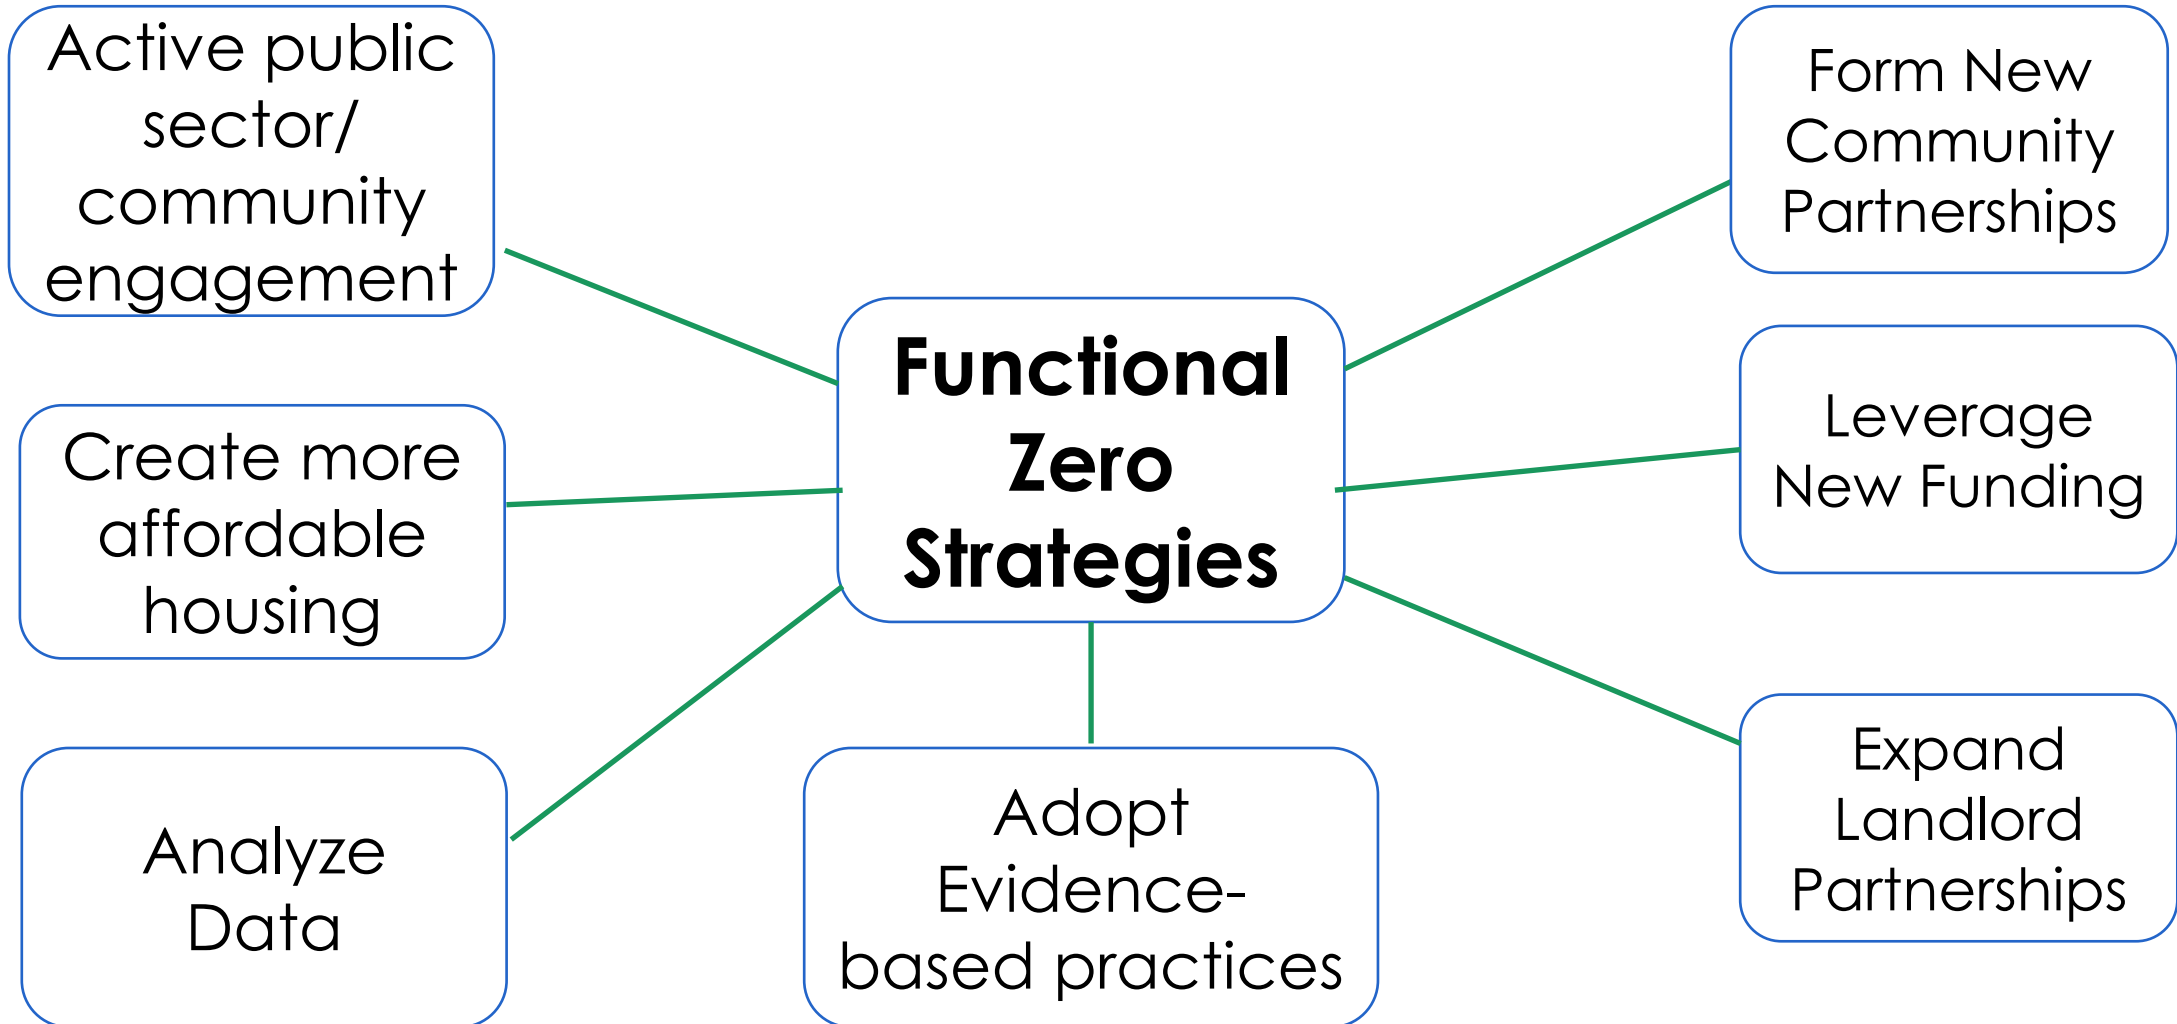 Active public
sector/
community
engagement
Form New
Community
Partnerships
Functional
Zero
Strategies
Leverage
New Funding
Create more
affordable
housing
Expand
Landlord
Partnerships
Analyze
Data
Adopt
Evidence-
based practices